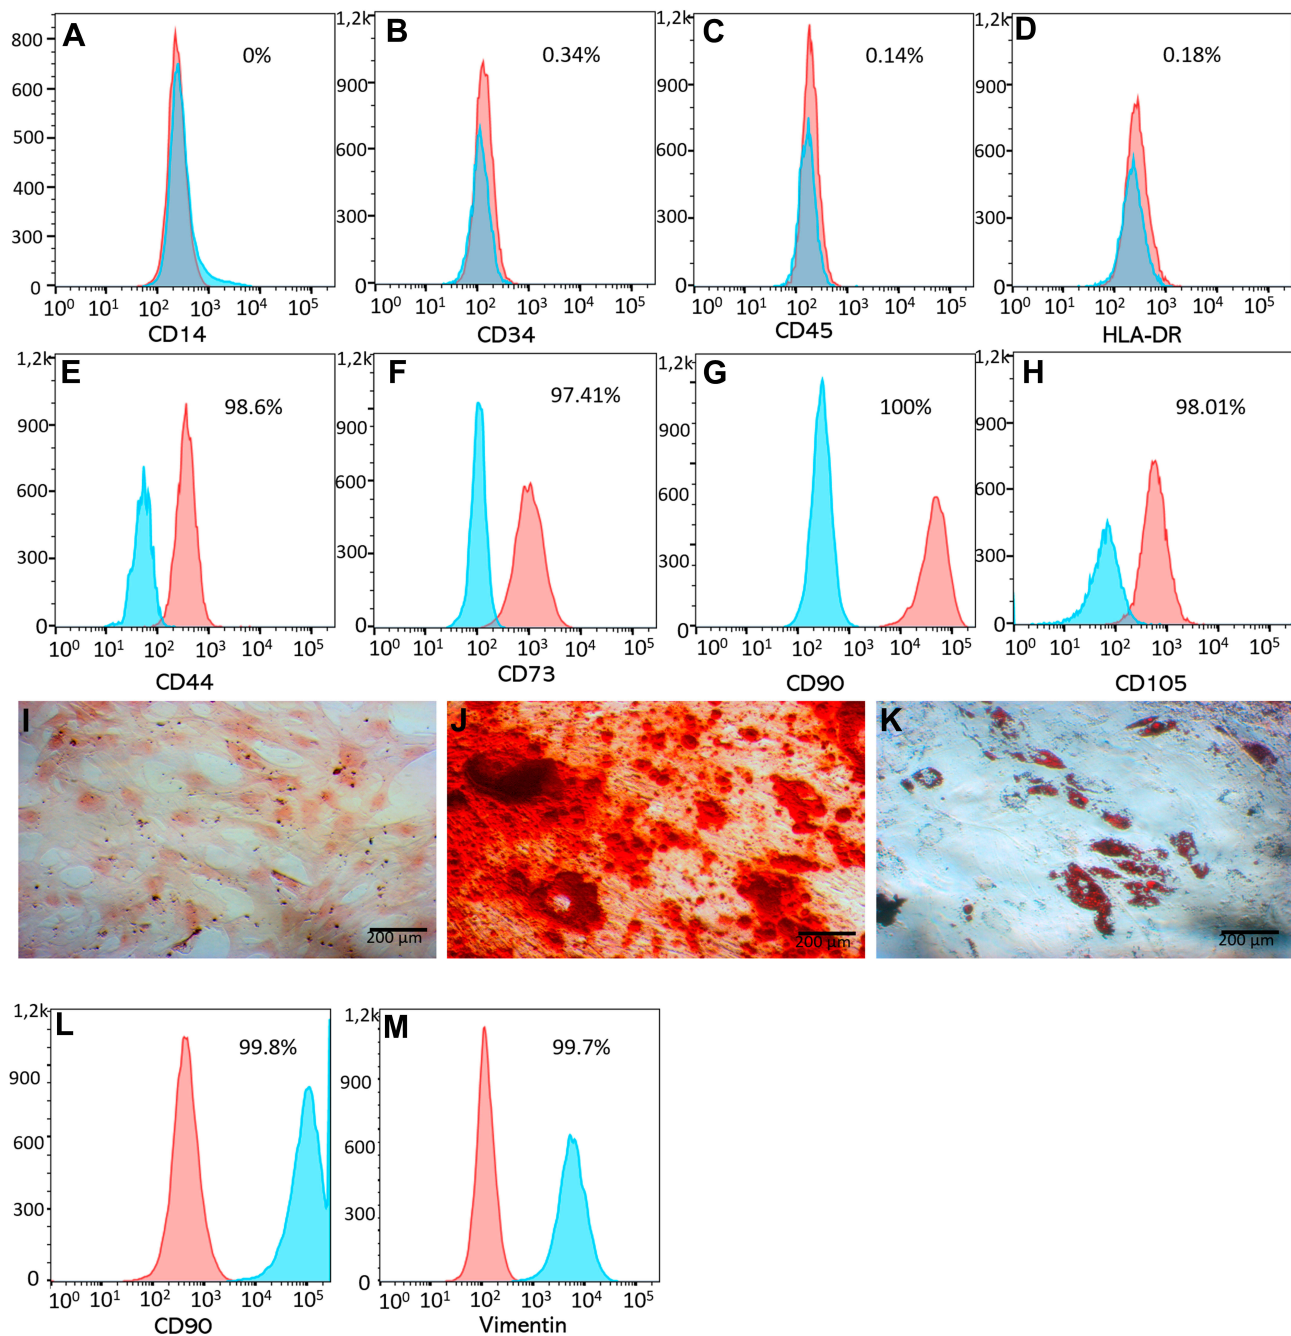 A B C D
0% 0.34% 0.14% 0.18%
800 600 500 400 300 0
1,2k 900 600 300 0
1,2k 900 600 300 0
1,2k 900 600 300 0
10⁰ 10¹ 10² 10³ 10⁴ 10⁵
10⁰ 10¹ 10² 10³ 10⁴ 10⁵
10⁰ 10¹ 10² 10³ 10⁴ 10⁵
10⁰ 10¹ 10² 10³ 10⁴ 10⁵
CD14 CD34 CD45 HLA-DR
E F G H
98.6% 97.41% 100% 98.01%
1,2k 900 600 300 0
1,2k 900 600 300 0
1,2k 900 600 300 0
1,2k 900 600 300 0
10⁰ 10¹ 10² 10³ 10⁴ 10⁵
10⁰ 10¹ 10² 10³ 10⁴ 10⁵
10⁰ 10¹ 10² 10³ 10⁴ 10⁵
10⁰ 10¹ 10² 10³ 10⁴ 10⁵
CD44 CD73 CD90 CD105
I J K
200 µm 200 µm 200 µm
L M
99.8% 99.7%
1,2k 900 600 300 0
1,2k 900 600 300 0
10⁰ 10¹ 10² 10³ 10⁴ 10⁵
10⁰ 10¹ 10² 10³ 10⁴ 10⁵
CD90 Vimentin